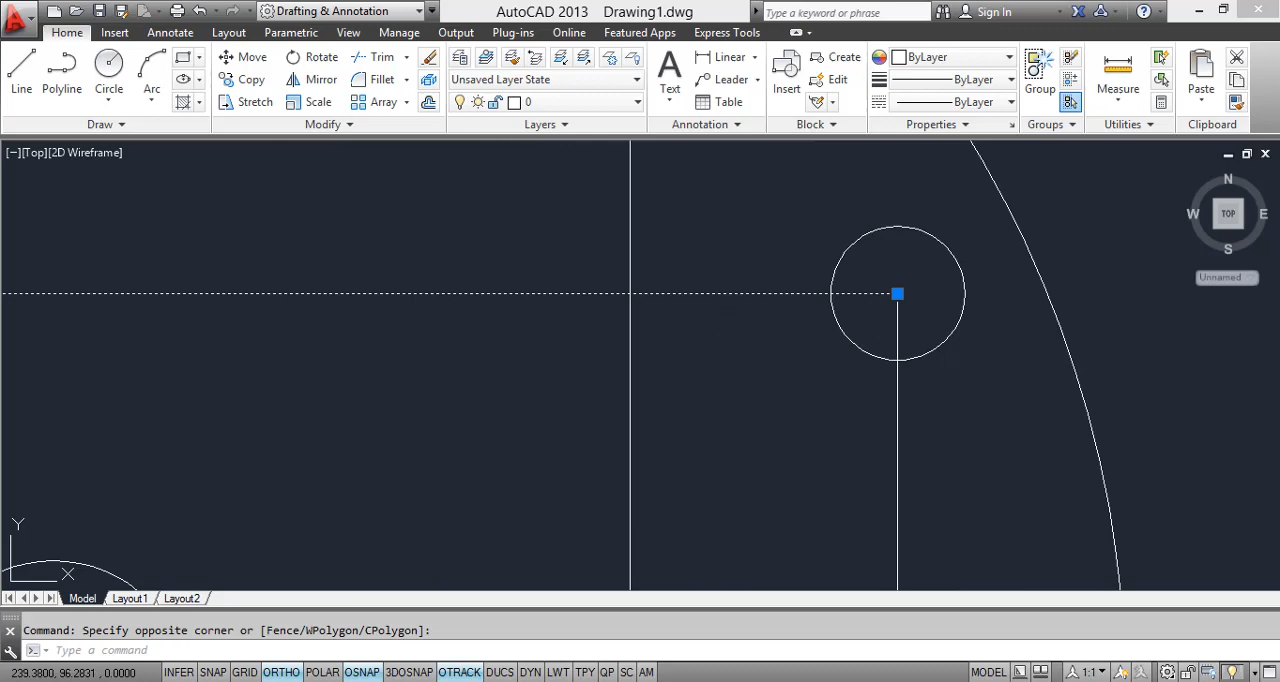 Drafting & Annotation
AutoCAD 2013 Drawing1.dwg
Type a keyword or phrase
Sign In
Home Insert Annotate Layout Parametric View Manage Output Plug-ins Online Featured Apps Express Tools
Line Polyline Circle Arc
Move Rotate Trim
Copy Mirror Fillet
Stretch Scale Array
Unsaved Layer State
0
Text
Linear
Leader
Table
Insert
Create
Edit
ByLayer
ByLayer
ByLayer
Group
Measure
Paste
Draw Modify Layers Annotation Block Properties Groups Utilities Clipboard
[−][Top][2D Wireframe]
N
W TOP E
S
Unnamed
Y
X
Model Layout1 Layout2
Command: Specify opposite corner or [Fence/WPolygon/CPolygon]:
Type a command
239.3800, 96.2831 , 0.0000 INFER SNAP GRID ORTHO POLAR OSNAP 3DOSNAP OTRACK DUCS DYN LWT TPY QP SC AM MODEL 1:1